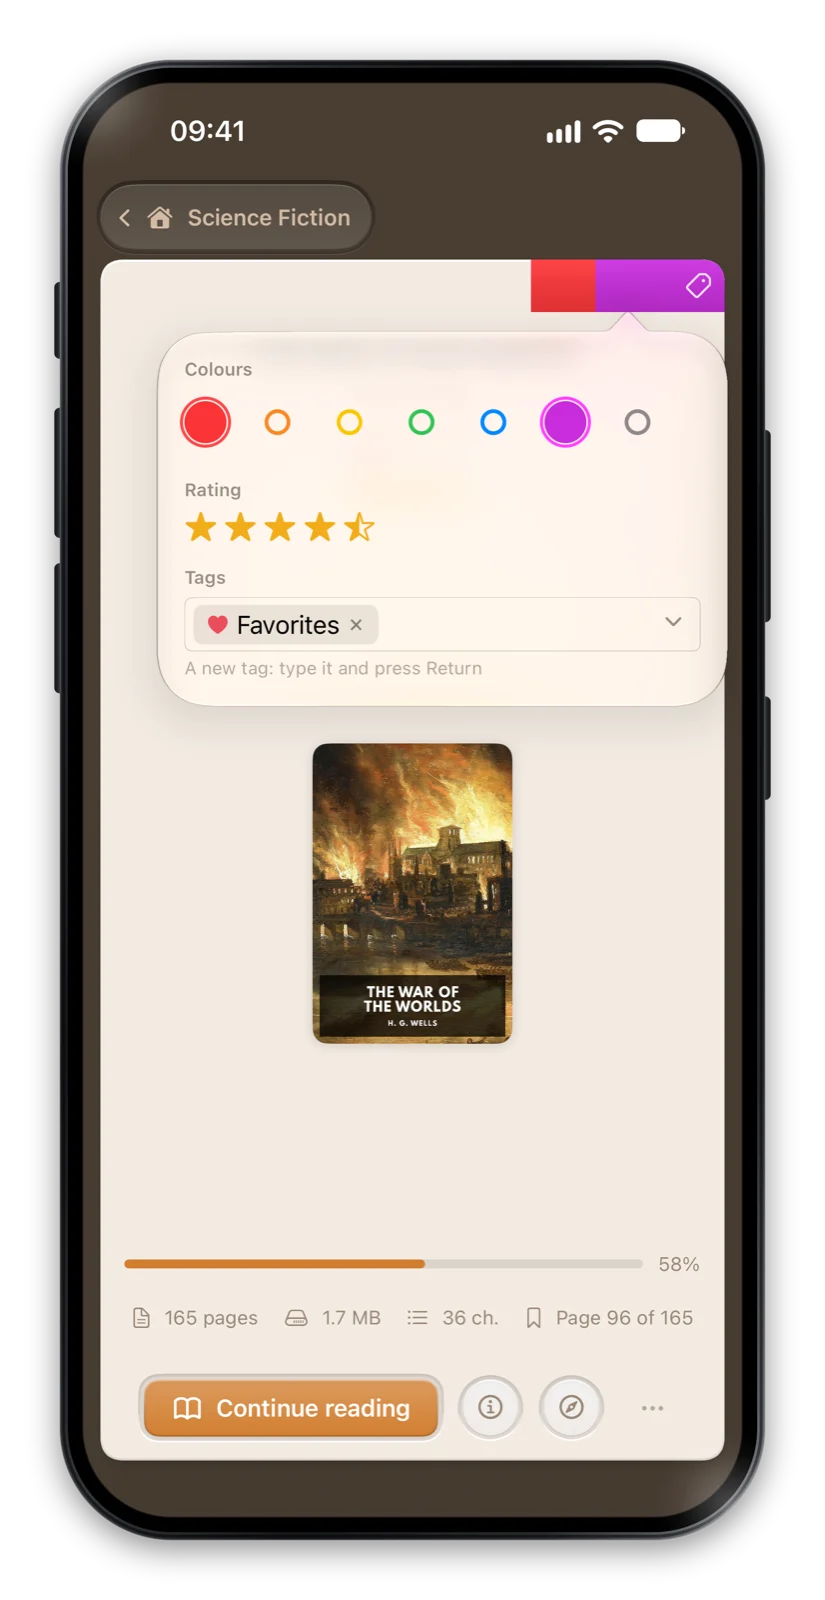 09:41
Science Fiction
Colours
Rating
Tags
Favorites ×
A new tag: type it and press Return
THE WAR OF
THE WORLDS
H. G. WELLS
58%
165 pages 1.7 MB 36 ch. Page 96 of 165
Continue reading